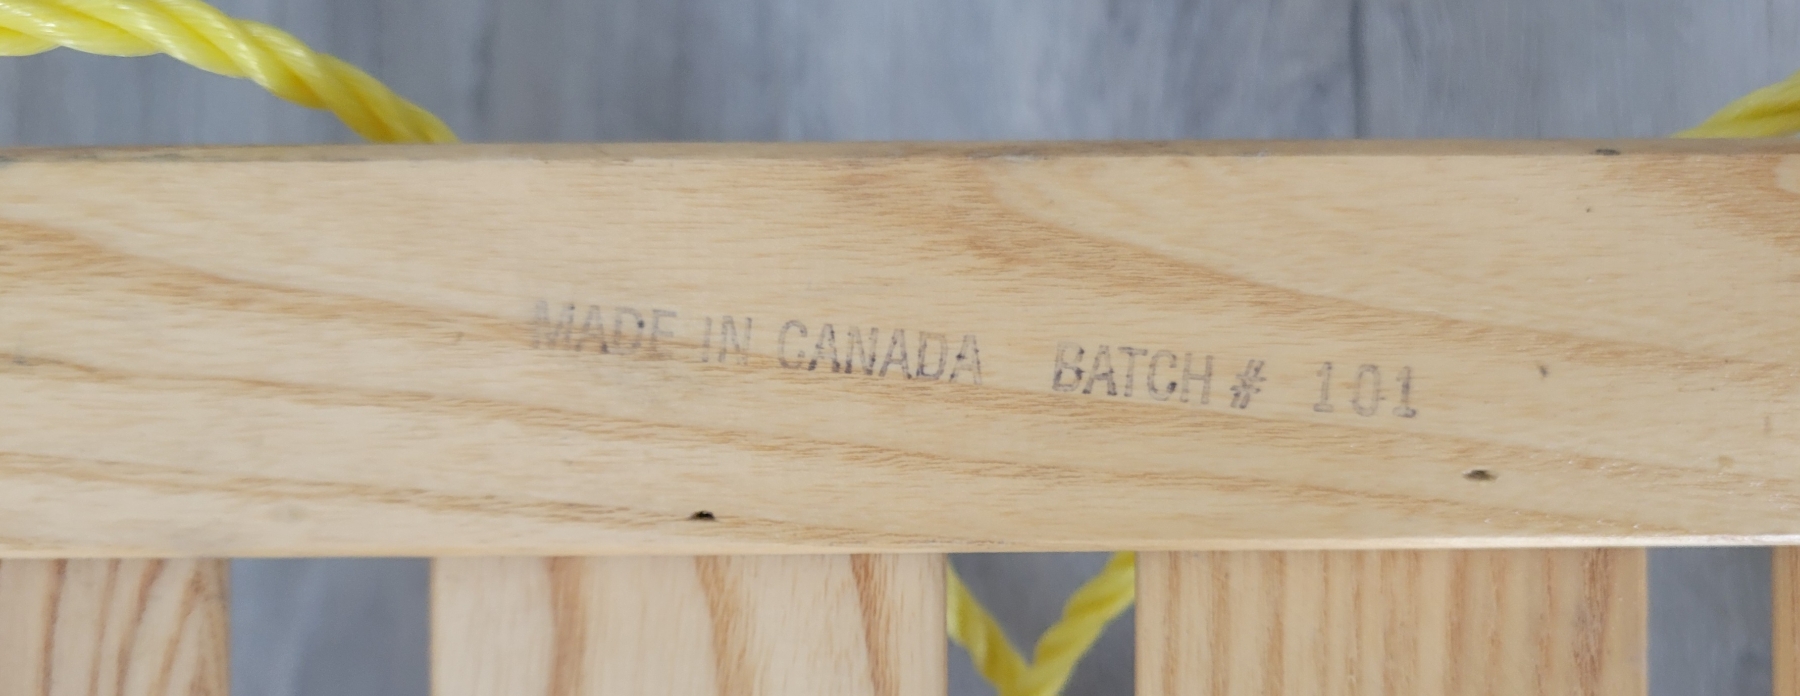 MADE IN CANADA BATCH # 101